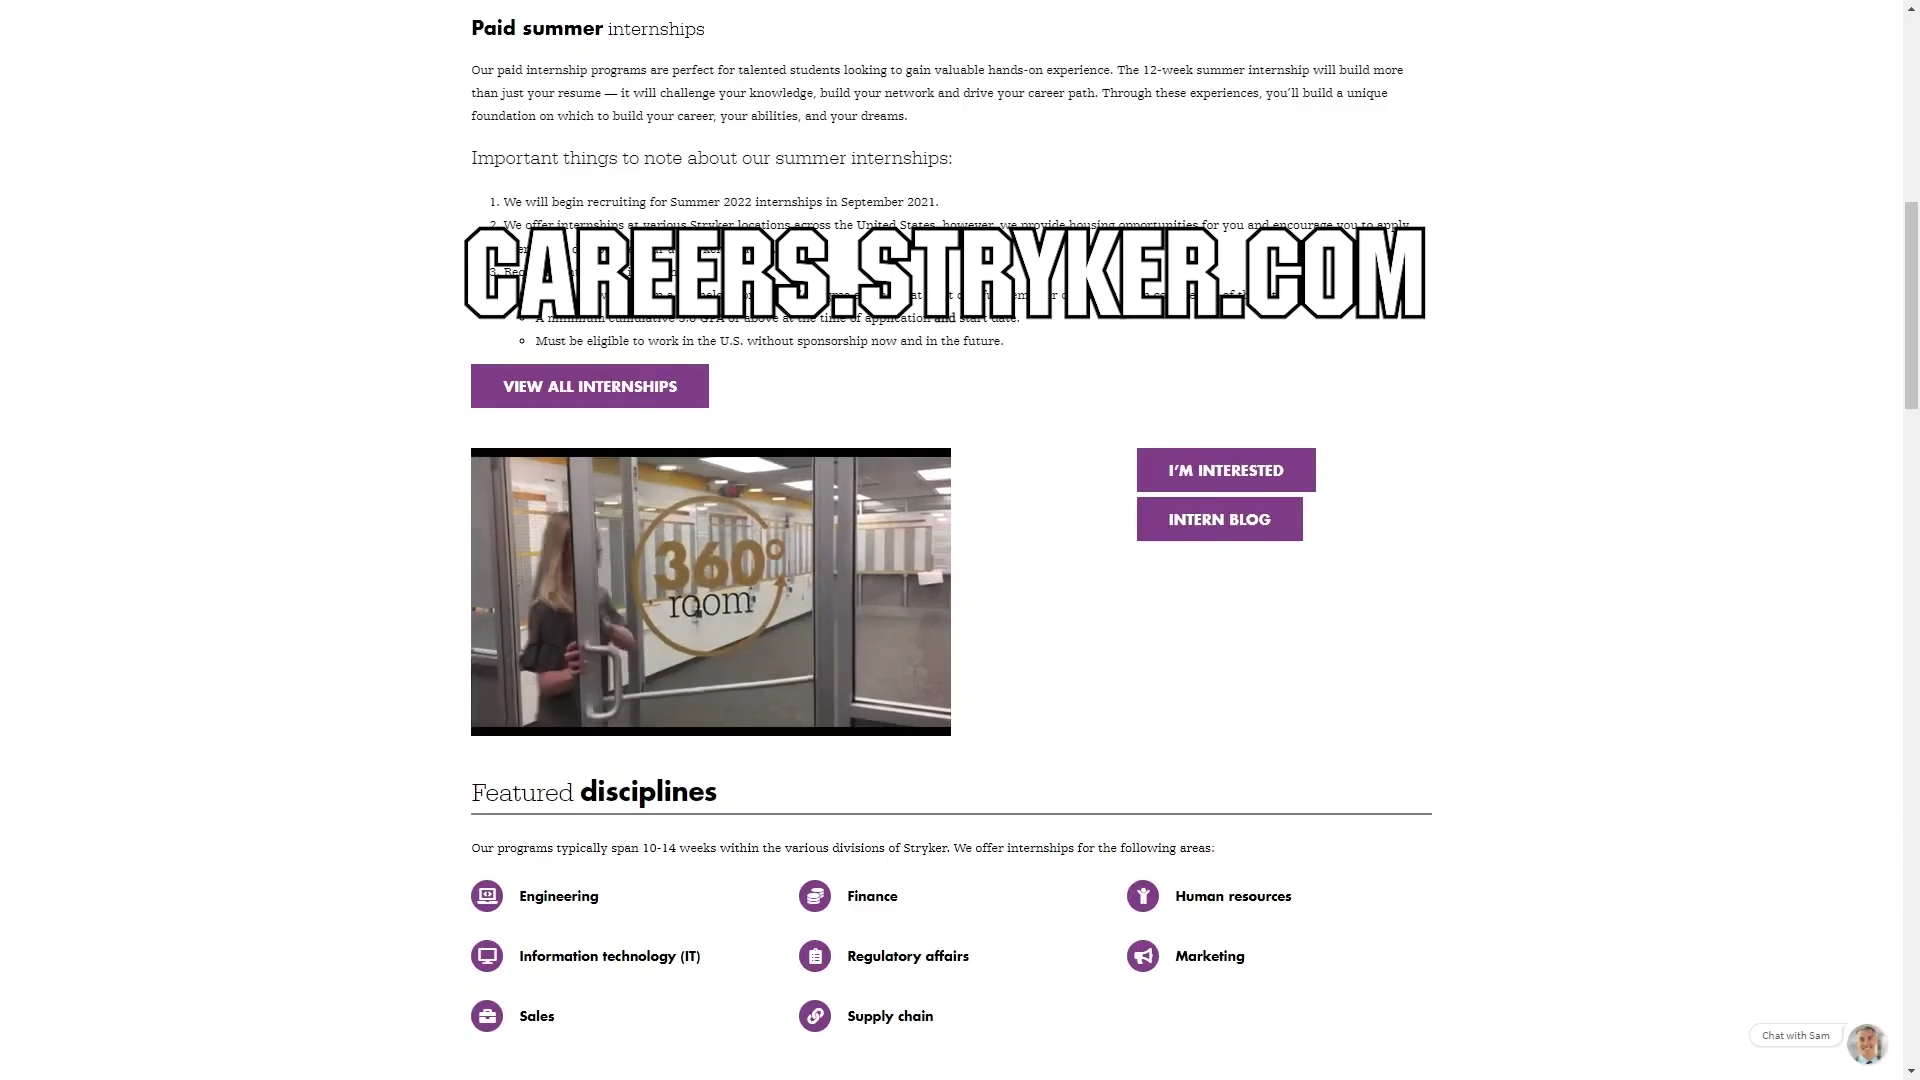 Paid summer internships
Our paid internship programs are perfect for talented students looking to gain valuable hands-on experience. The 12-week summer internship will build more
than just your resume — it will challenge your knowledge, build your network and drive your career path. Through these experiences, you’ll build a unique
foundation on which to build your career, your abilities, and your dreams.
Important things to note about our summer internships:
1. We will begin recruiting for Summer 2022 internships in September 2021.
2. We offer internships at various Stryker locations across the United States, however, we provide housing opportunities for you and encourage you to apply
CAREERS.STRYKER.COM
3.
A minimum cumulative 3.0 GPA or above at the time of application and start date.
Must be eligible to work in the U.S. without sponsorship now and in the future.
VIEW ALL INTERNSHIPS
I’M INTERESTED
INTERN BLOG
360°
room
Featured disciplines
Our programs typically span 10-14 weeks within the various divisions of Stryker. We offer internships for the following areas:
Engineering
Finance
Human resources
Information technology (IT)
Regulatory affairs
Marketing
Sales
Supply chain
Chat with Sam